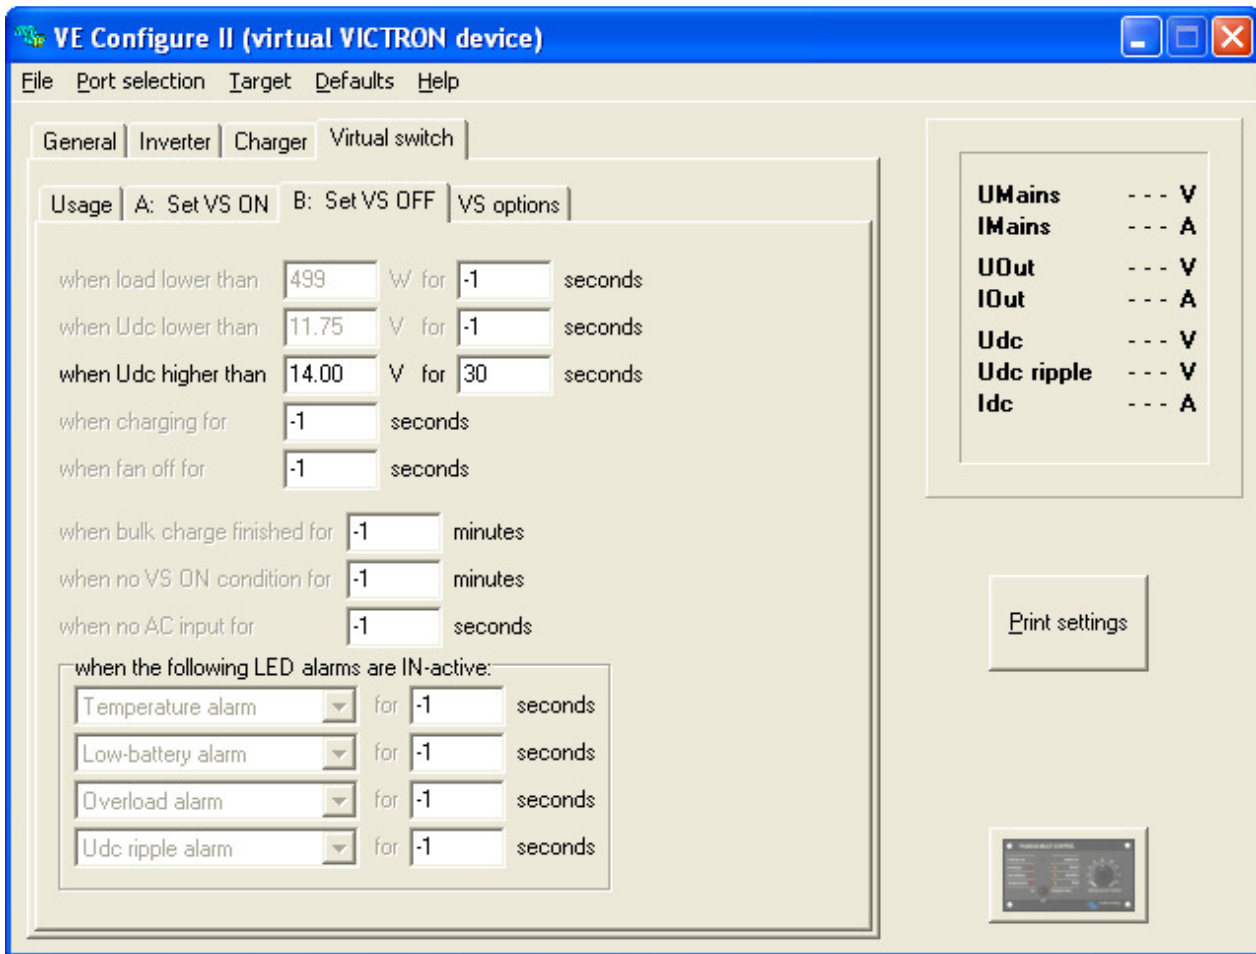 VE Configure II (virtual VICTRON device)
File Port selection Target Defaults Help
General Inverter Charger Virtual switch
Usage A: Set VS ON B: Set VS OFF VS options
when load lower than 499 W for -1 seconds
when Udc lower than 11.75 V for -1 seconds
when Udc higher than 14.00 V for 30 seconds
when charging for -1 seconds
when fan off for -1 seconds
when bulk charge finished for -1 minutes
when no VS ON condition for -1 minutes
when no AC input for -1 seconds
when the following LED alarms are IN-active:
Temperature alarm for -1 seconds
Low-battery alarm for -1 seconds
Overload alarm for -1 seconds
Udc ripple alarm for -1 seconds
UMains - - - V
IMains - - - A
UOut - - - V
IOut - - - A
Udc - - - V
Udc ripple - - - V
Idc - - - A
Print settings